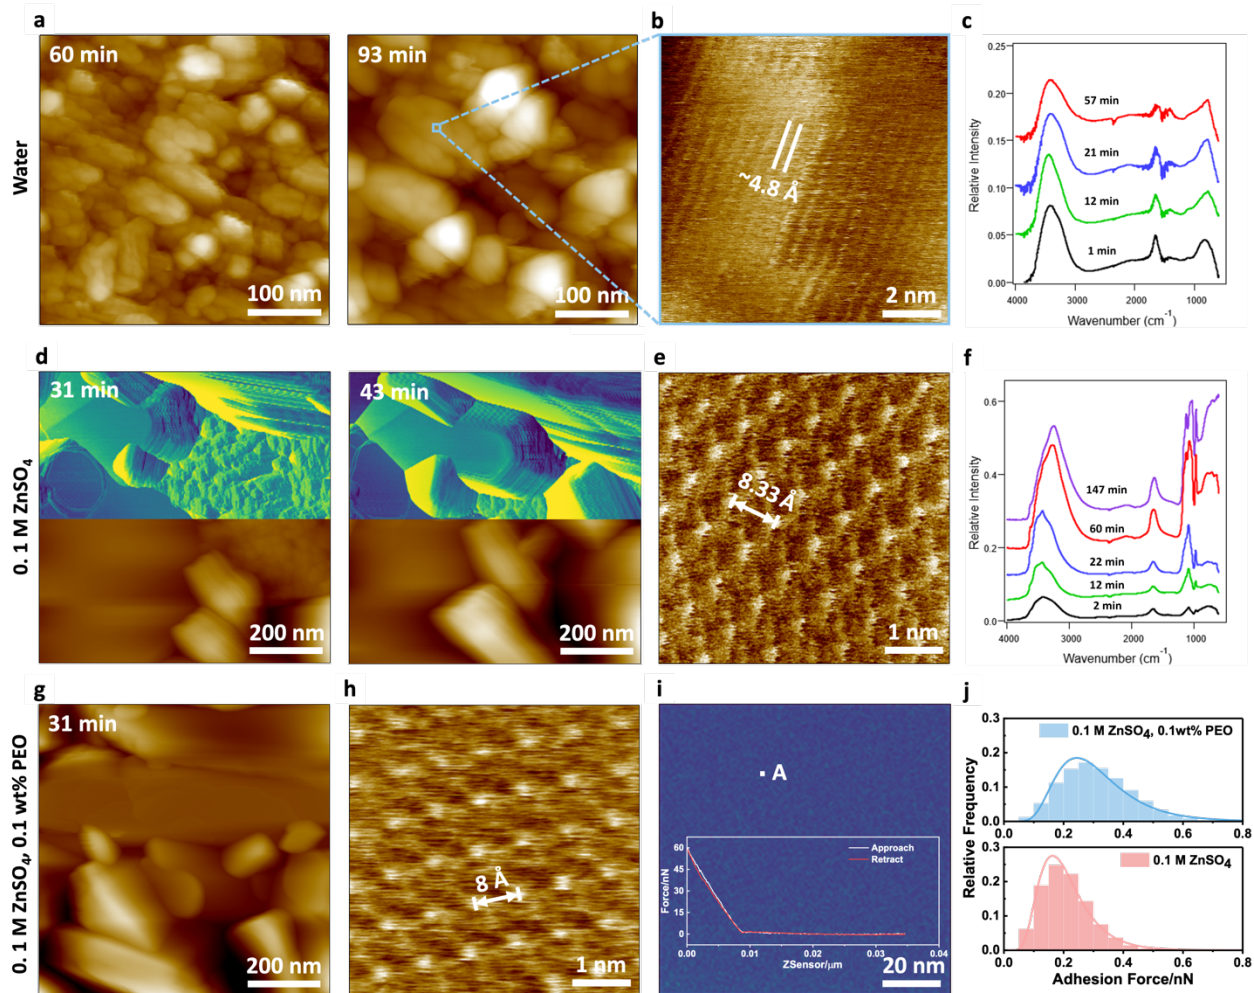 a
60 min
100 nm
93 min
100 nm
b
~4.8 Å
2 nm
c
0.25
0.20
0.15
0.10
0.05
0.00
Relative Intensity
57 min
21 min
12 min
1 min
4000 3000 2000 1000
Wavenumber (cm⁻¹)
Water
d
31 min
200 nm
43 min
200 nm
e
8.33 Å
1 nm
f
0.6
0.4
0.2
0.0
Relative Intensity
147 min
60 min
22 min
12 min
2 min
4000 3000 2000 1000
Wavenumber (cm⁻¹)
0.1 M ZnSO₄
g
31 min
200 nm
h
8 Å
1 nm
i
A
Approach
Retract
60
45
30
15
0
Force/nN
0.00 0.01 0.02 0.03 0.04
ZSensor/μm
20 nm
j
0.3
0.2
0.1
0.0
0.1 M ZnSO₄, 0.1wt% PEO
0.0 0.2 0.4 0.6 0.8
0.3
0.2
0.1
0.0
0.1 M ZnSO₄
0.0 0.2 0.4 0.6 0.8
Relative Frequency
Adhesion Force/nN
0.1 M ZnSO₄, 0.1 wt% PEO